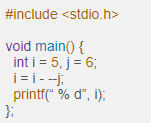 #include <stdio.h>
void main() {
int i = 5, j = 6;
i = i - --j;
printf(“ % d”, i);
};